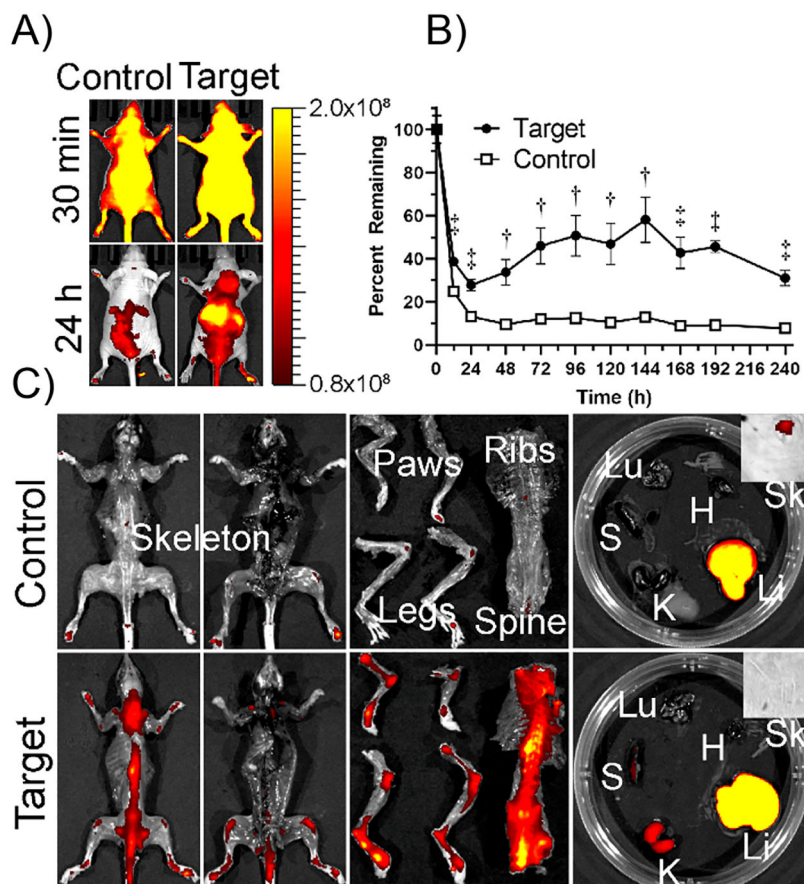 A)
Control Target
30 min
24 h
2.0x10⁸
0.8x10⁸
B)
Percent Remaining
100
80
60
40
20
0
Target
Control
‡‡
‡‡
†
†
†
†
†
‡‡
‡
‡‡
0 24 48 72 96 120 144 168 192 240
Time (h)
C)
Control
Skeleton
Paws
Legs
Ribs
Spine
Lu
S
H
K
Li
Sk
Target
Lu
S
H
K
Li
Sk